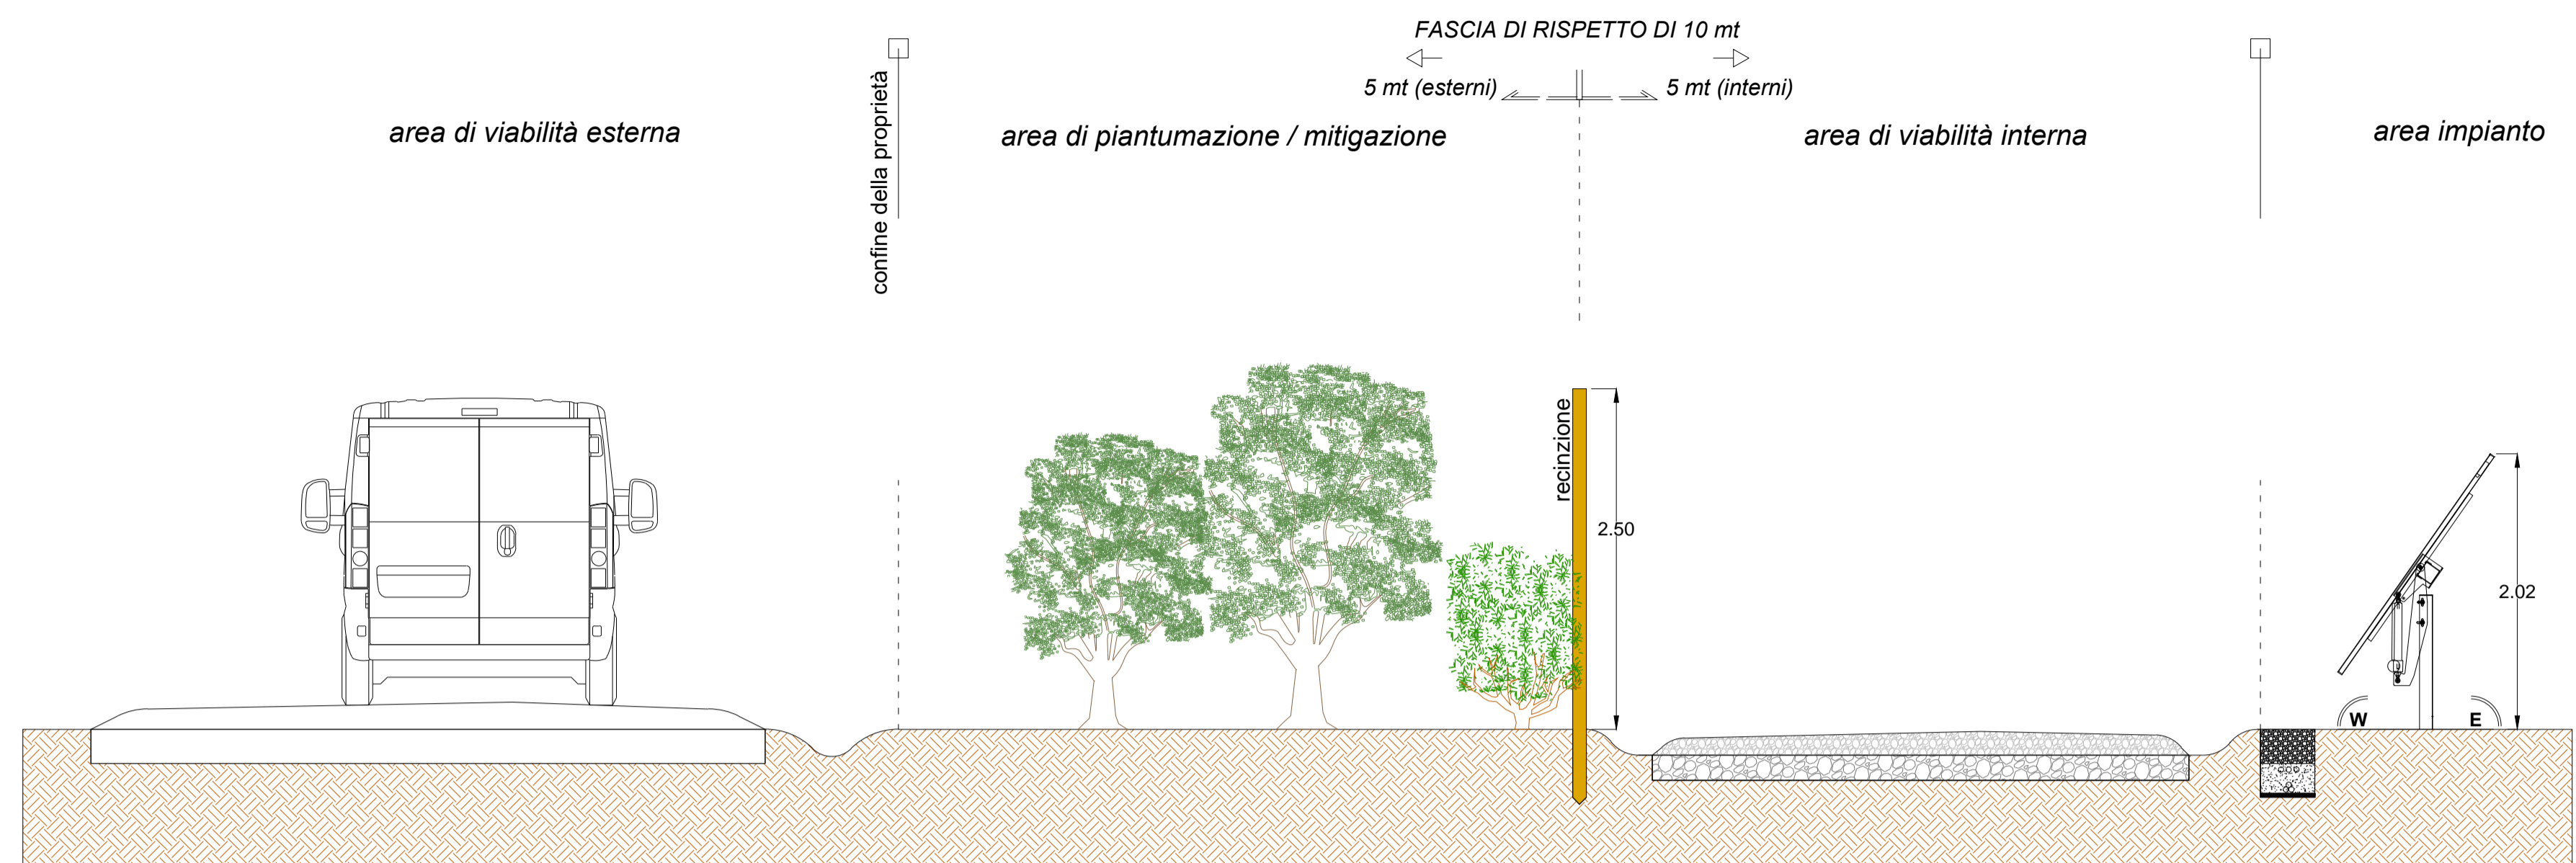 FASCIA DI RISPETTO DI 10 mt
5 mt (esterni)
5 mt (interni)
area di viabilità esterna
confine della proprietà
area di piantumazione / mitigazione
area di viabilità interna
area impianto
recinzione
2.50
2.02
W
E